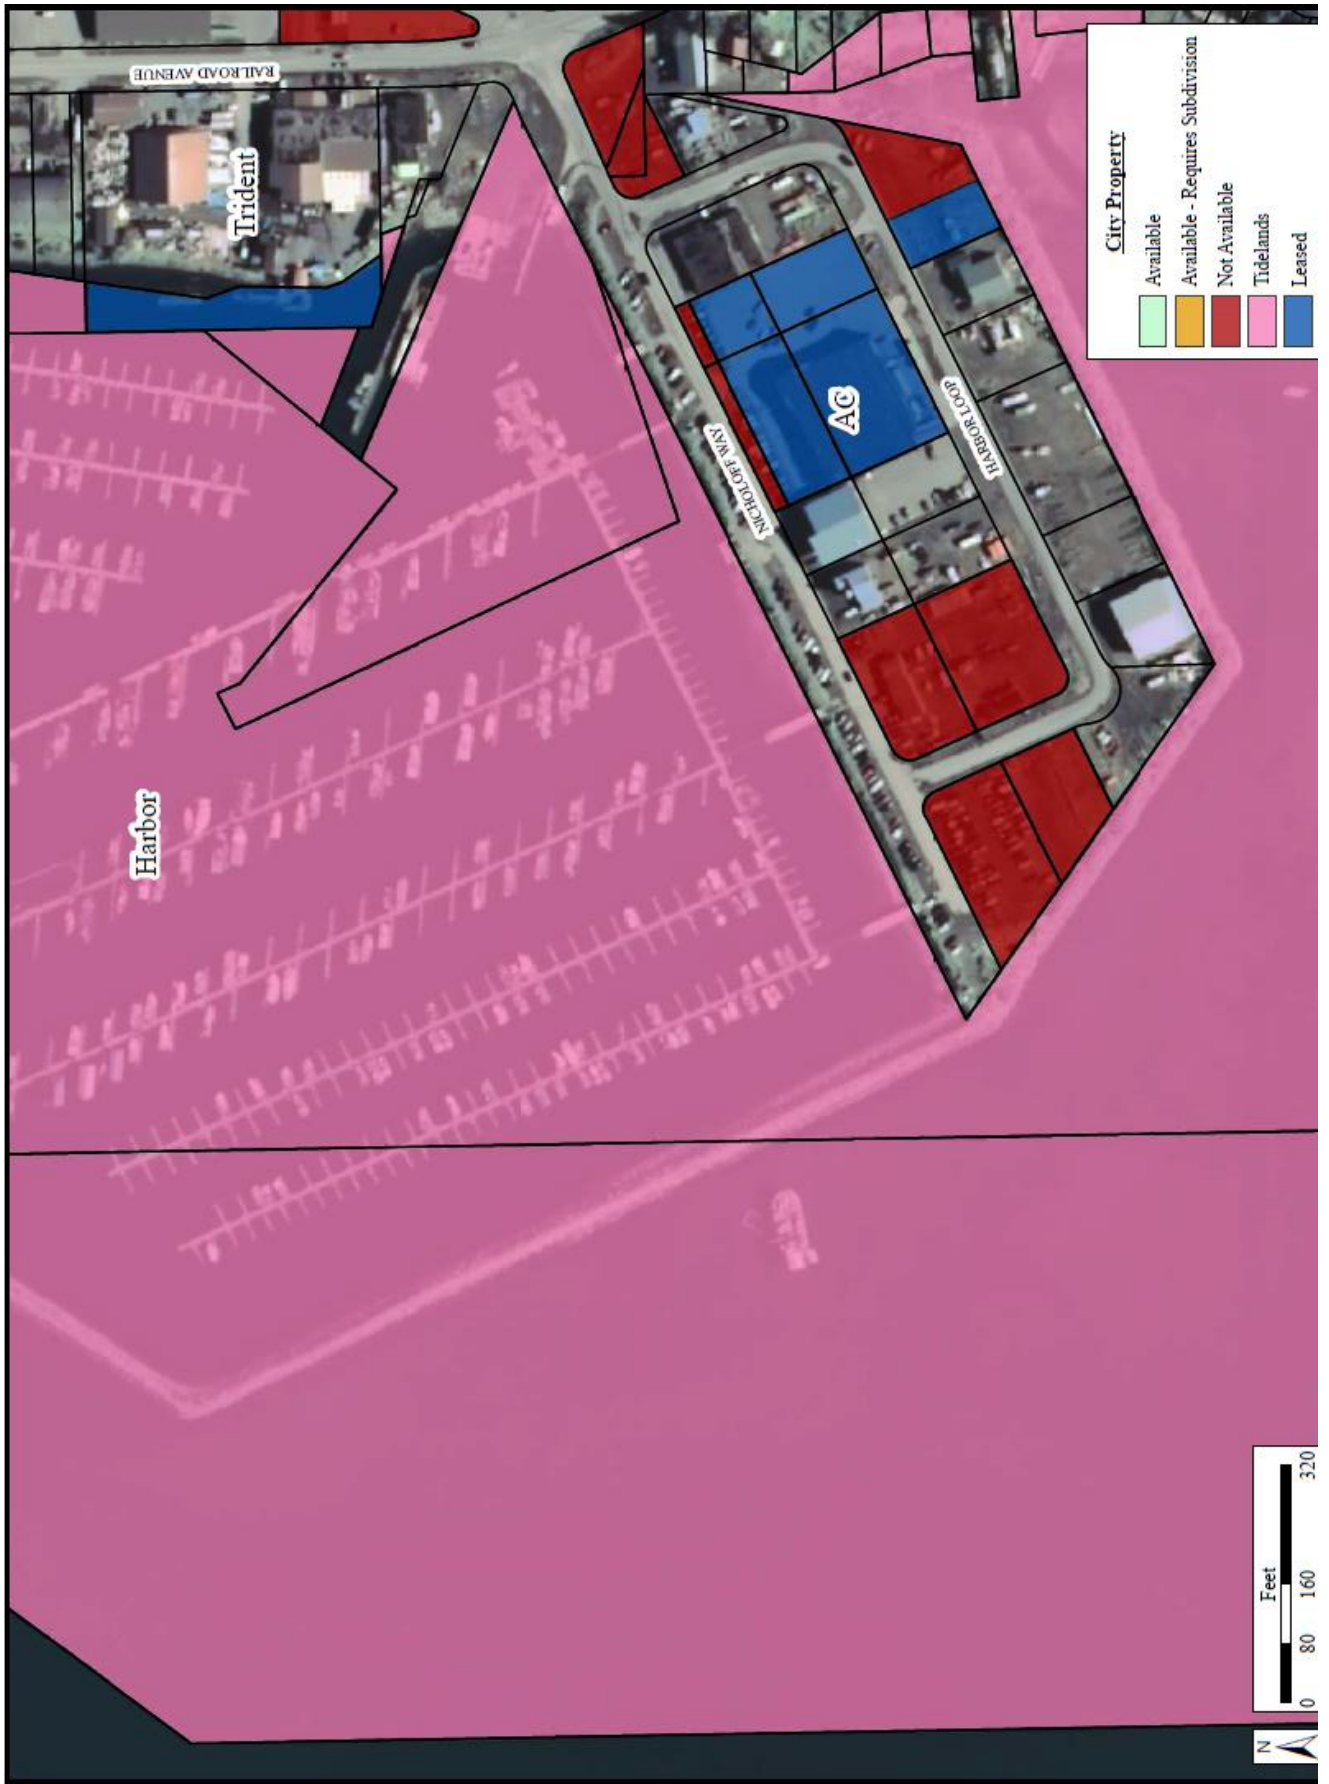 RAILROAD AVENUE
Trident
Harbor
NICHOLOFF WAY
AC
HARBOR LOOP
City Property
Available
Available - Requires Subdivision
Not Available
Tidelands
Leased
N
Feet
0 80 160 320